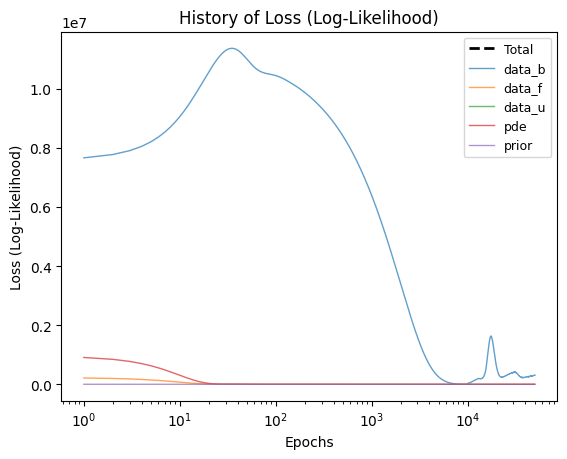 History of Loss (Log-Likelihood)
1e7
Total
data_b
data_f
data_u
pde
prior
1.0
0.8
0.6
0.4
0.2
0.0
Loss (Log-Likelihood)
10^0
10^1
10^2
10^3
10^4
Epochs